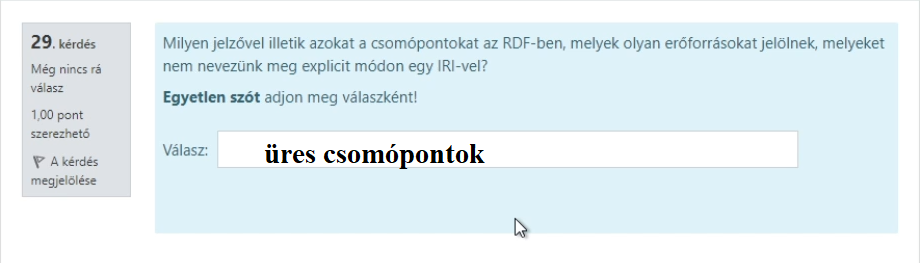 29. kérdés
Még nincs rá
válasz
1,00 pont
szerezhető
A kérdés
megjelölése
Milyen jelzővel illetik azokat a csomópontokat az RDF-ben, melyek olyan erőforrásokat jelölnek, melyeket
nem nevezünk meg explicit módon egy IRI-vel?
Egyetlen szót adjon meg válaszként!
Válasz: üres csomópontok